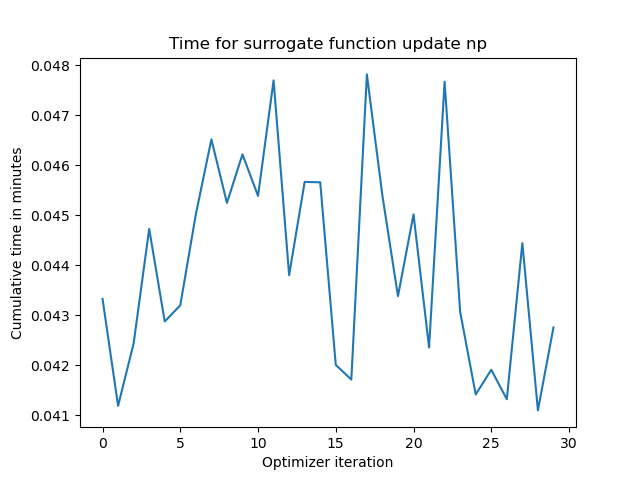 Time for surrogate function update np
0.048
0.047
0.046
0.045
0.044
0.043
0.042
0.041
Cumulative time in minutes
0 5 10 15 20 25 30
Optimizer iteration